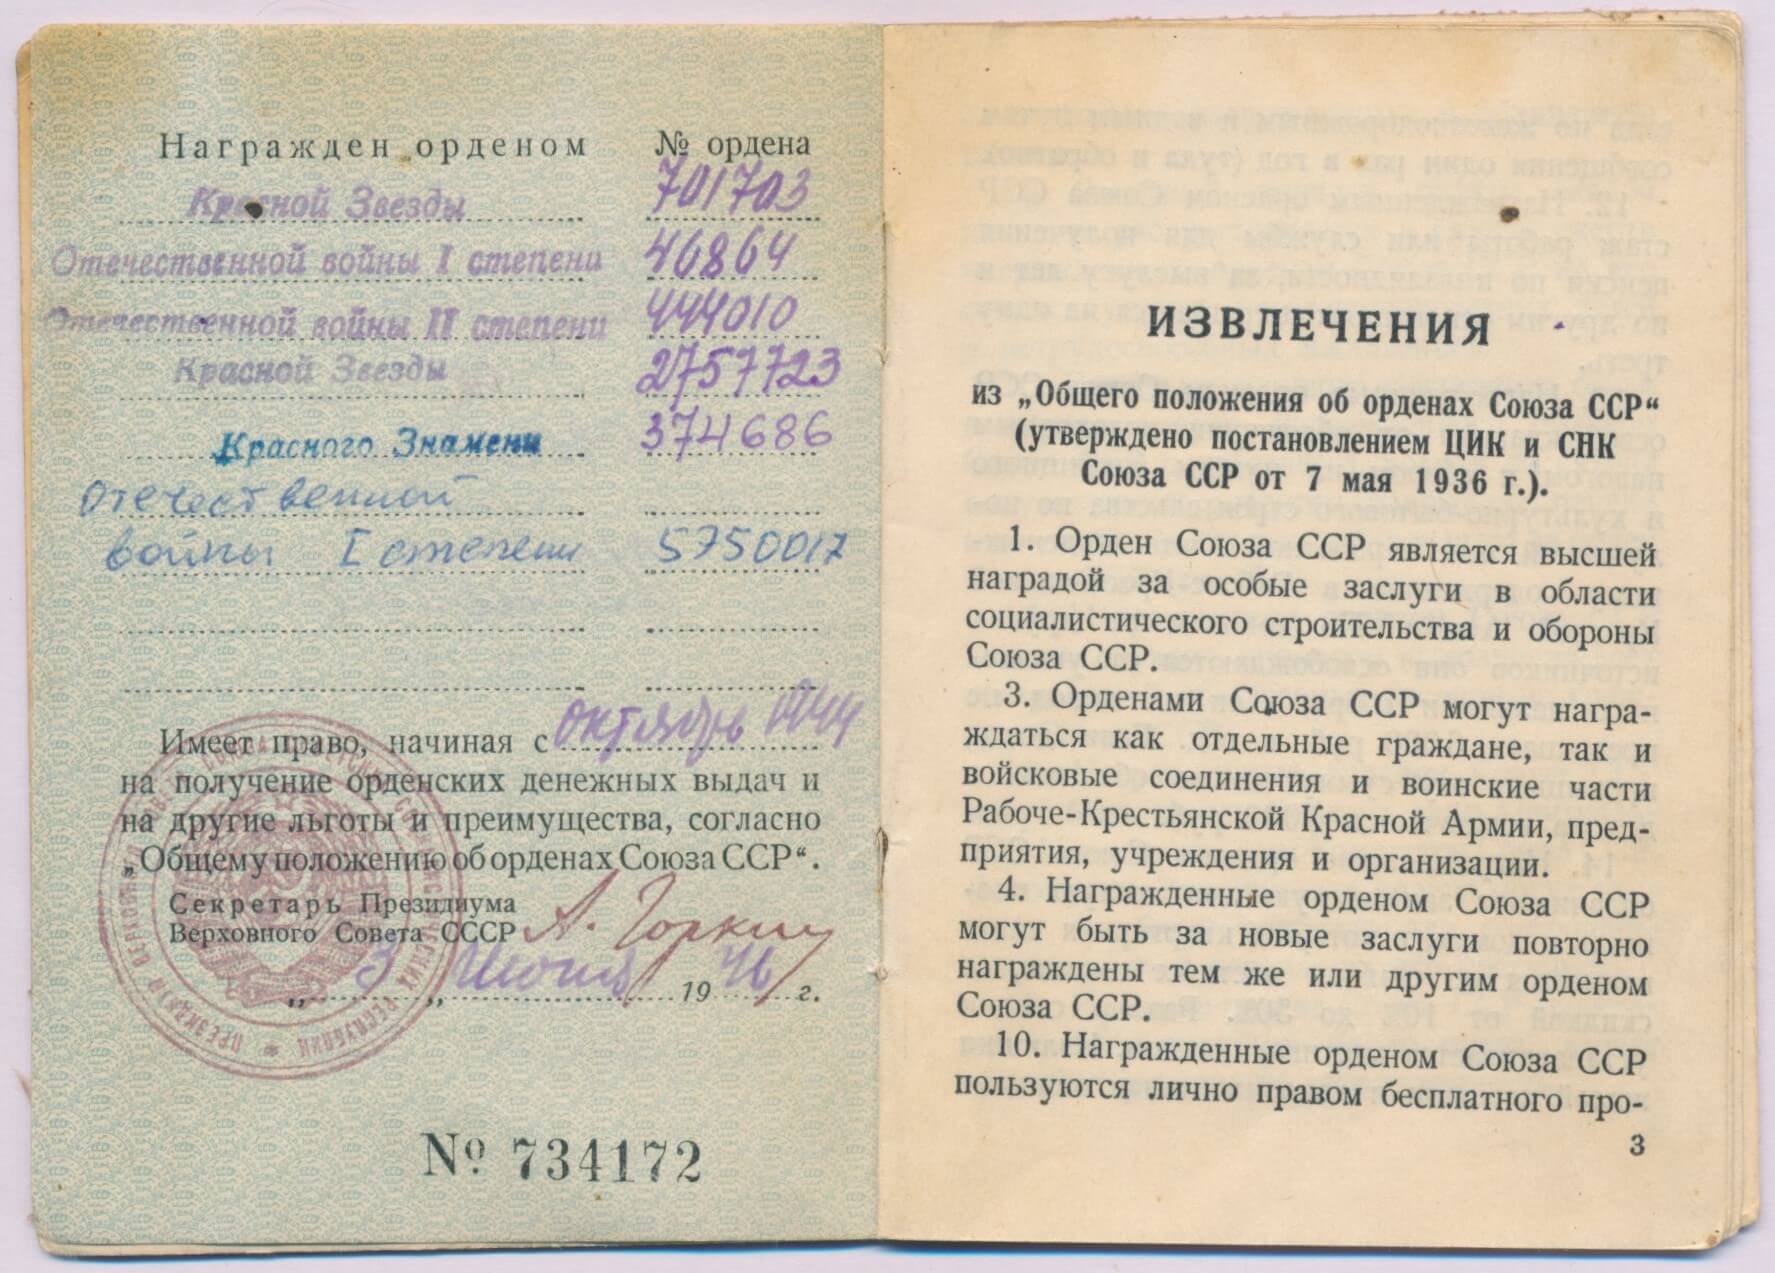 Награжден орденом № ордена
Красной Звезды 701703
Отечественной войны I степени 46864
Отечественной войны II степени 444010
Красной Звезды 2757723
Красного Знамени 374686
Отечественной
войны I степени 5750017
Имеет право, начиная с октябрь 1944
на получение орденских денежных выдач и
на другие льготы и преимущества, согласно
„Общему положению об орденах Союза ССР“.
Секретарь Президиума
Верховного Совета СССР А. Горкин
„3„ Июня 1946 г.
№ 734172
ИЗВЛЕЧЕНИЯ
из „Общего положения об орденах Союза ССР“
(утверждено постановлением ЦИК и СНК
Союза ССР от 7 мая 1936 г.).
1. Орден Союза ССР является высшей
наградой за особые заслуги в области
социалистического строительства и обороны
Союза ССР.
3. Орденами Союза ССР могут награ-
ждаться как отдельные граждане, так и
войсковые соединения и воинские части
Рабоче-Крестьянской Красной Армии, пред-
приятия, учреждения и организации.
4. Награжденные орденом Союза ССР
могут быть за новые заслуги повторно
награждены тем же или другим орденом
Союза ССР.
10. Награжденные орденом Союза ССР
пользуются лично правом бесплатного про-
3